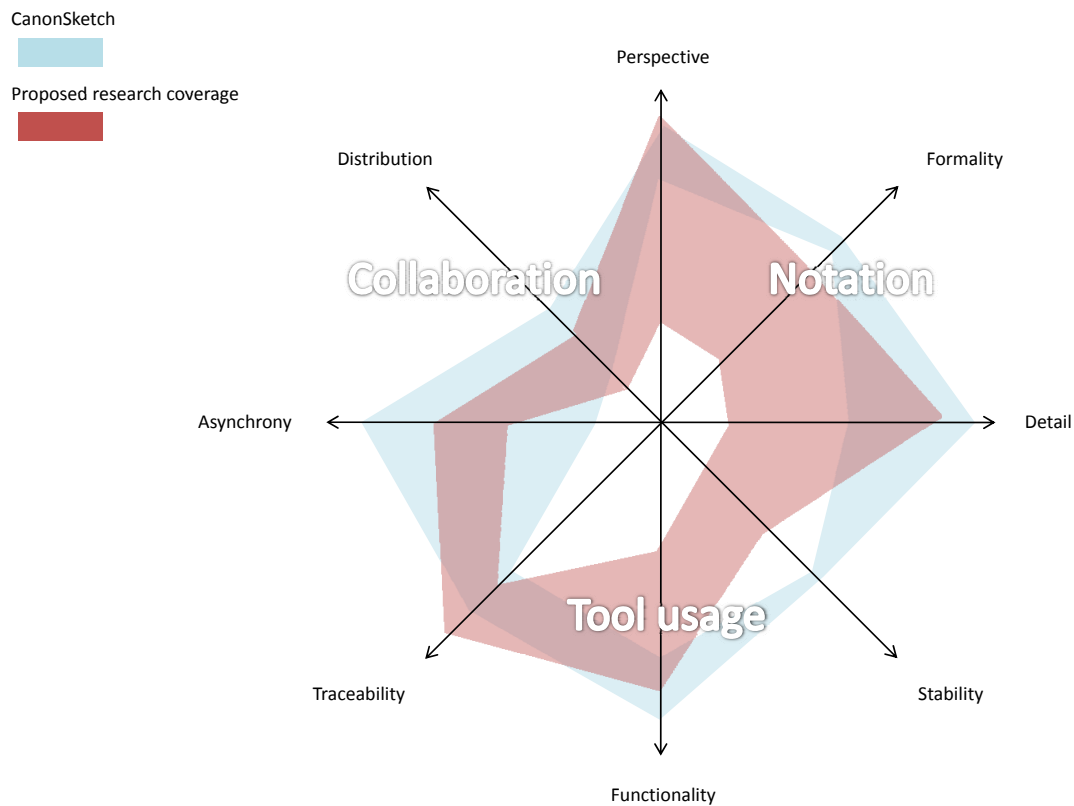 CanonSketch
Proposed research coverage
Perspective
Distribution
Formality
Collaboration
Notation
Asynchrony
Detail
Tool usage
Traceability
Stability
Functionality